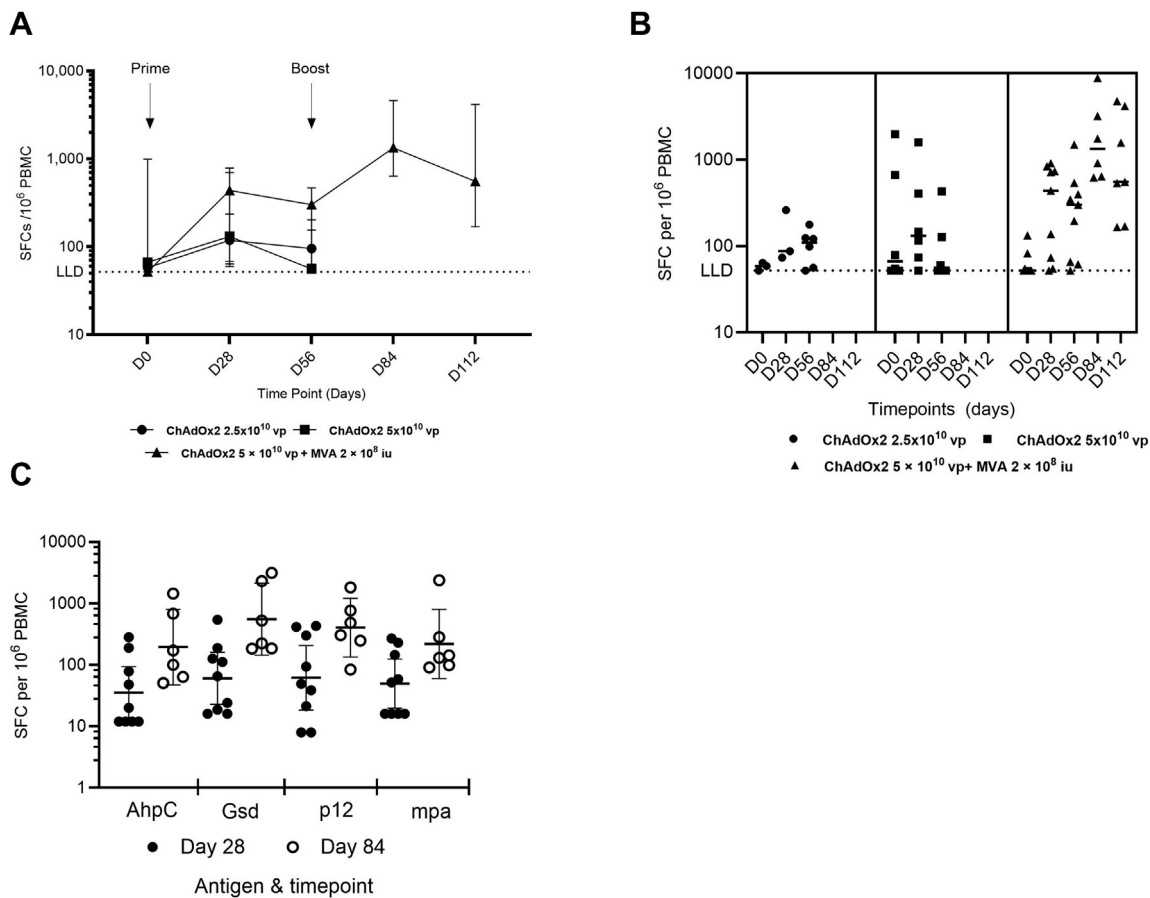 A
Prime
Boost
10,000
1,000
100
LLD
10
SFCs /10⁶ PBMC
D0
D28
D56
D84
D112
Time Point (Days)
ChAdOx2 2.5x10¹⁰ vp
ChAdOx2 5x10¹⁰ vp
ChAdOx2 5 × 10¹⁰ vp + MVA 2 × 10⁸ iu
B
10000
1000
100
LLD
10
SFC per 10⁶ PBMC
D0 D28 D56 D84 D112 D0 D28 D56 D84 D112 D0 D28 D56 D84 D112
Timepoints (days)
ChAdOx2 2.5x10¹⁰ vp
ChAdOx2 5x10¹⁰ vp
ChAdOx2 5 × 10¹⁰ vp+ MVA 2 × 10⁸ iu
C
10000
1000
100
10
1
SFC per 10⁶ PBMC
AhpC Gsd p12 mpa
Day 28 Day 84
Antigen & timepoint